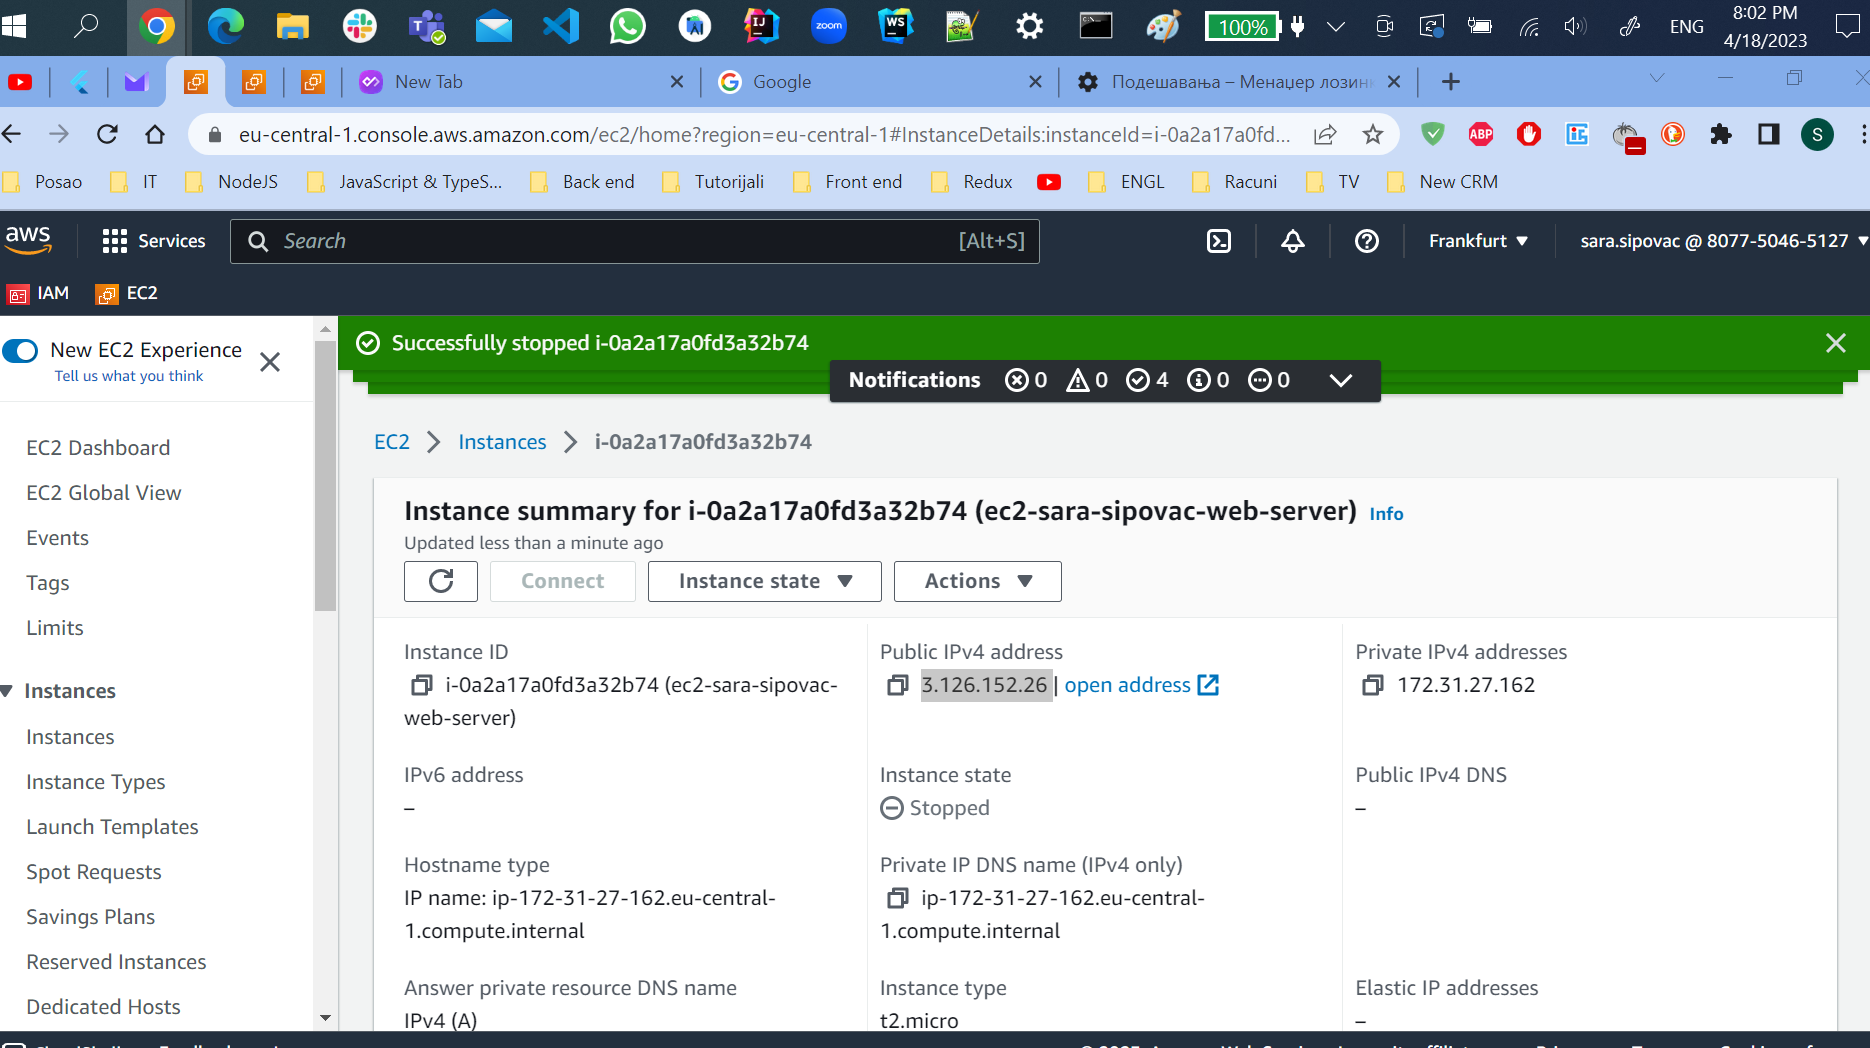 100%
ENG
8:02 PM
4/18/2023
New Tab
Google
Подешавања – Менаџер лозинк
eu-central-1.console.aws.amazon.com/ec2/home?region=eu-central-1#InstanceDetails:instanceId=i-0a2a17a0fd...
ABP
S
Posao
IT
NodeJS
JavaScript & TypeS...
Back end
Tutorijali
Front end
Redux
ENGL
Racuni
TV
New CRM
aws
Services
Search
[Alt+S]
Frankfurt
sara.sipovac @ 8077-5046-5127
IAM
EC2
New EC2 Experience
Tell us what you think
Successfully stopped i-0a2a17a0fd3a32b74
Notifications 0 0 4 0 0
EC2 Dashboard
EC2 Global View
Events
Tags
Limits
Instances
Instances
Instance Types
Launch Templates
Spot Requests
Savings Plans
Reserved Instances
Dedicated Hosts
EC2
Instances
i-0a2a17a0fd3a32b74
Instance summary for i-0a2a17a0fd3a32b74 (ec2-sara-sipovac-web-server) Info
Updated less than a minute ago
Connect
Instance state
Actions
Instance ID
i-0a2a17a0fd3a32b74 (ec2-sara-sipovac-
web-server)
Public IPv4 address
3.126.152.26 | open address
Private IPv4 addresses
172.31.27.162
IPv6 address
–
Instance state
Stopped
Public IPv4 DNS
–
Hostname type
IP name: ip-172-31-27-162.eu-central-
1.compute.internal
Private IP DNS name (IPv4 only)
ip-172-31-27-162.eu-central-
1.compute.internal
Answer private resource DNS name
IPv4 (A)
Instance type
t2.micro
Elastic IP addresses
–